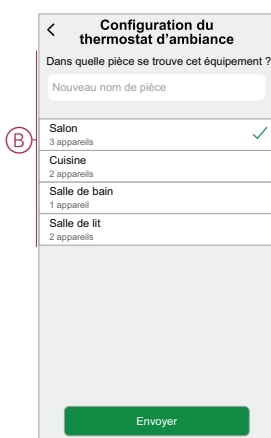 Configuration du
thermostat d'ambiance
Dans quelle pièce se trouve cet équipement ?
Nouveau nom de pièce
B
Salon
3 appareils
Cuisine
2 appareils
Salle de bain
1 appareil
Salle de lit
2 appareils
Envoyer